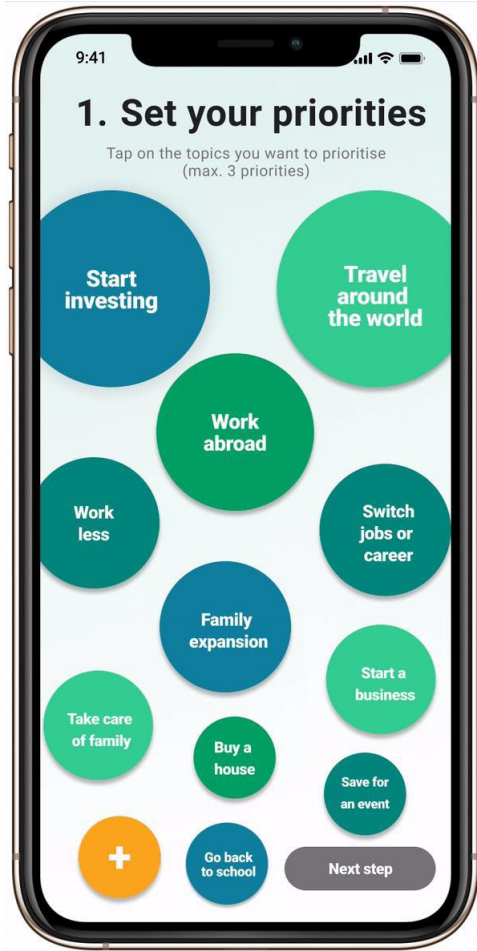 9:41
1. Set your priorities
Tap on the topics you want to prioritise
(max. 3 priorities)
Start
investing
Travel
around
the world
Work
abroad
Work
less
Switch
jobs or
career
Family
expansion
Start a
business
Take care
of family
Buy a
house
Save for
an event
+
Go back
to school
Next step